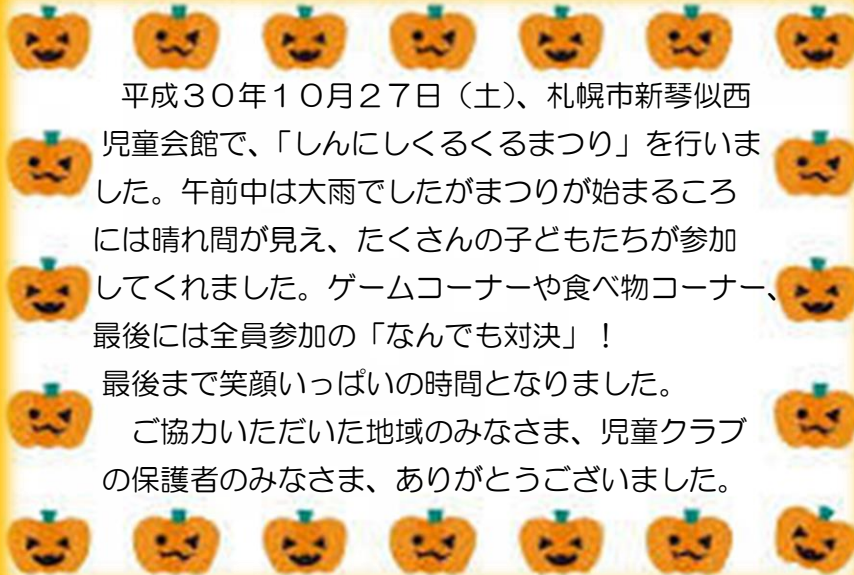 平成３０年１０月２７日（土）、札幌市新琴似西
児童会館で、「しんにしくるくるまつり」を行いま
した。午前中は大雨でしたがまつりが始まるころ
には晴れ間が見え、たくさんの子どもたちが参加
してくれました。ゲームコーナーや食べ物コーナー、
最後には全員参加の「なんでも対決」！
最後まで笑顔いっぱいの時間となりました。
ご協力いただいた地域のみなさま、児童クラブ
の保護者のみなさま、ありがとうございました。